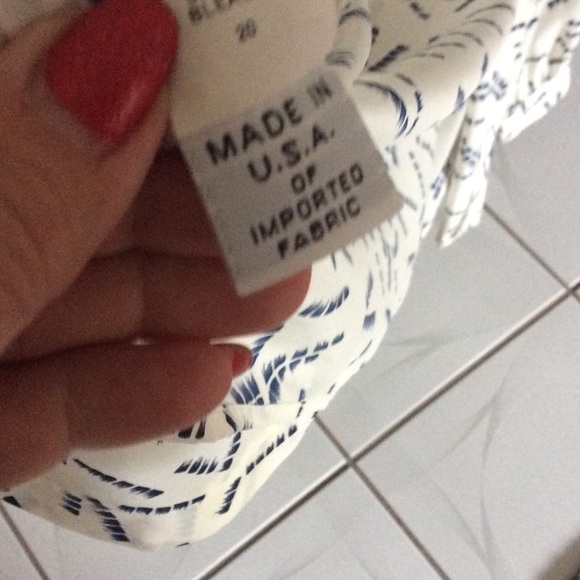 20
MADE IN
U.S.A.
OF
IMPORTED
FABRIC